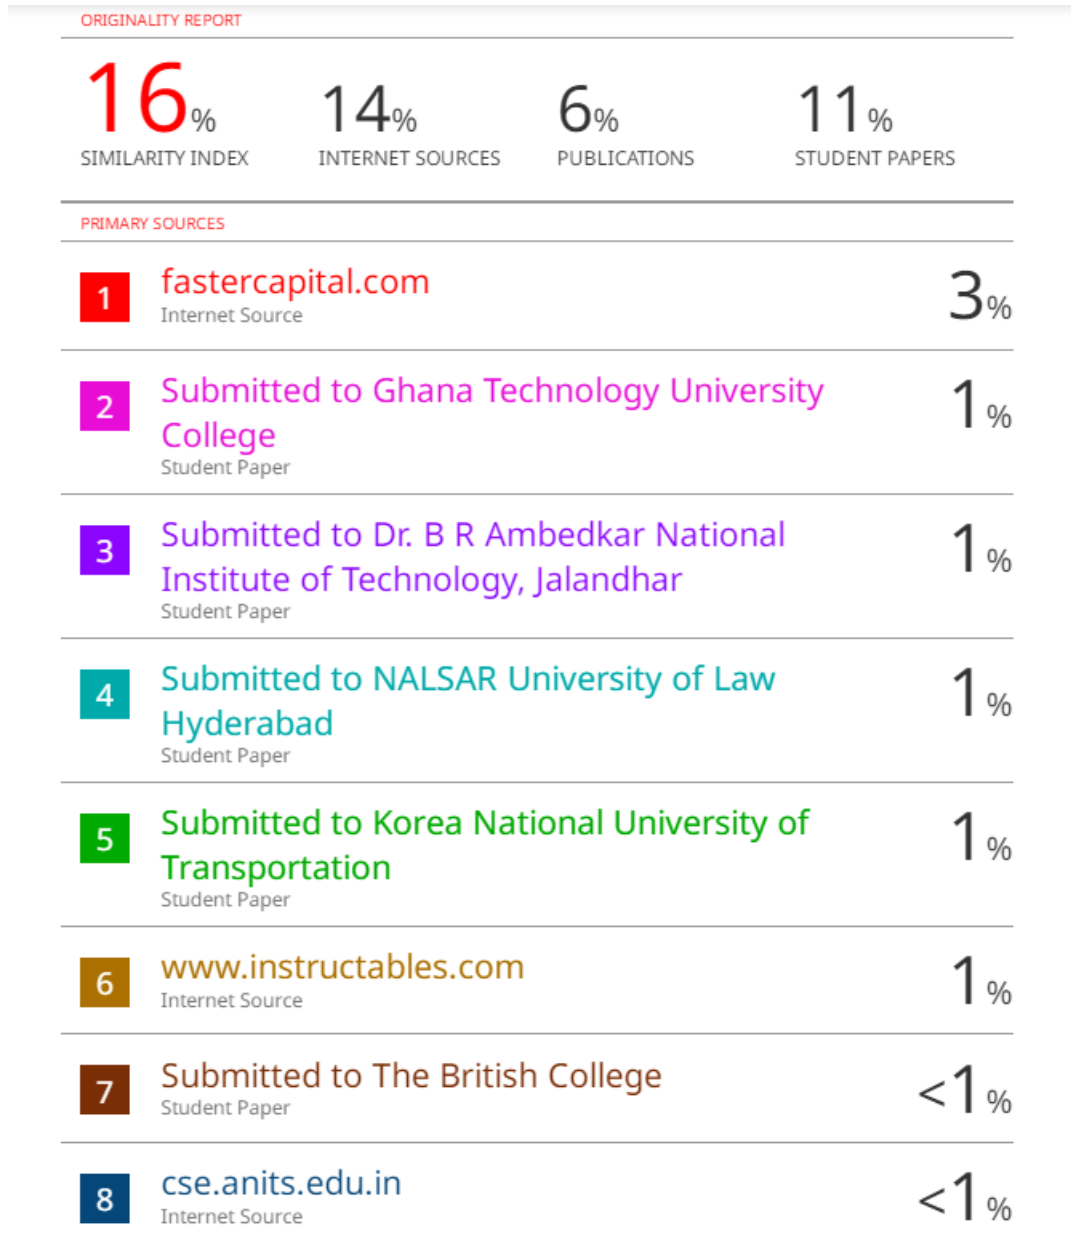 ORIGINALITY REPORT
16%
14%
6%
11%
SIMILARITY INDEX
INTERNET SOURCES
PUBLICATIONS
STUDENT PAPERS
PRIMARY SOURCES
1
fastercapital.com
Internet Source
3%
2
Submitted to Ghana Technology University
College
Student Paper
1%
3
Submitted to Dr. B R Ambedkar National
Institute of Technology, Jalandhar
Student Paper
1%
4
Submitted to NALSAR University of Law
Hyderabad
Student Paper
1%
5
Submitted to Korea National University of
Transportation
Student Paper
1%
6
www.instructables.com
Internet Source
1%
7
Submitted to The British College
Student Paper
<1%
8
cse.anits.edu.in
Internet Source
<1%